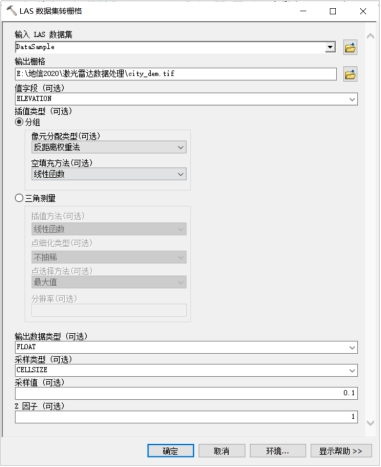 LAS 数据集转栅格
输入 LAS 数据集
DataSample
输出栅格
E:\地信2020\激光雷达数据处理\city_dem.tif
值字段 (可选)
ELEVATION
插值类型 (可选)
分组
像元分配类型(可选)
反距离权重法
空填充方法(可选)
线性函数
三角测量
插值方法(可选)
线性函数
点细化类型(可选)
不抽稀
点选择方法(可选)
最大值
分辨率(可选)
输出数据类型 (可选)
FLOAT
采样类型 (可选)
CELLSIZE
采样值 (可选)
0.1
Z 因子 (可选)
1
确定 取消 环境... 显示帮助 >>